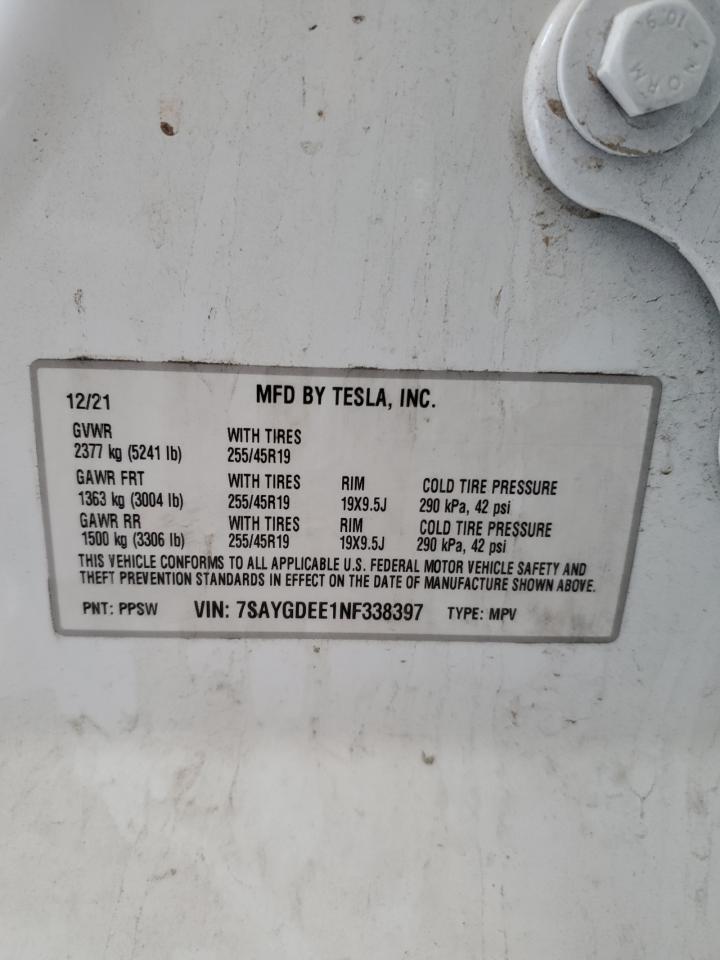 10.9
NORM
12/21 MFD BY TESLA, INC.
GVWR WITH TIRES
2377 kg (5241 lb) 255/45R19
GAWR FRT WITH TIRES RIM COLD TIRE PRESSURE
1363 kg (3004 lb) 255/45R19 19X9.5J 290 kPa, 42 psi
GAWR RR WITH TIRES RIM COLD TIRE PRESSURE
1500 kg (3306 lb) 255/45R19 19X9.5J 290 kPa, 42 psi
THIS VEHICLE CONFORMS TO ALL APPLICABLE U.S. FEDERAL MOTOR VEHICLE SAFETY AND
THEFT PREVENTION STANDARDS IN EFFECT ON THE DATE OF MANUFACTURE SHOWN ABOVE.
PNT: PPSW VIN: 7SAYGDEE1NF338397 TYPE: MPV